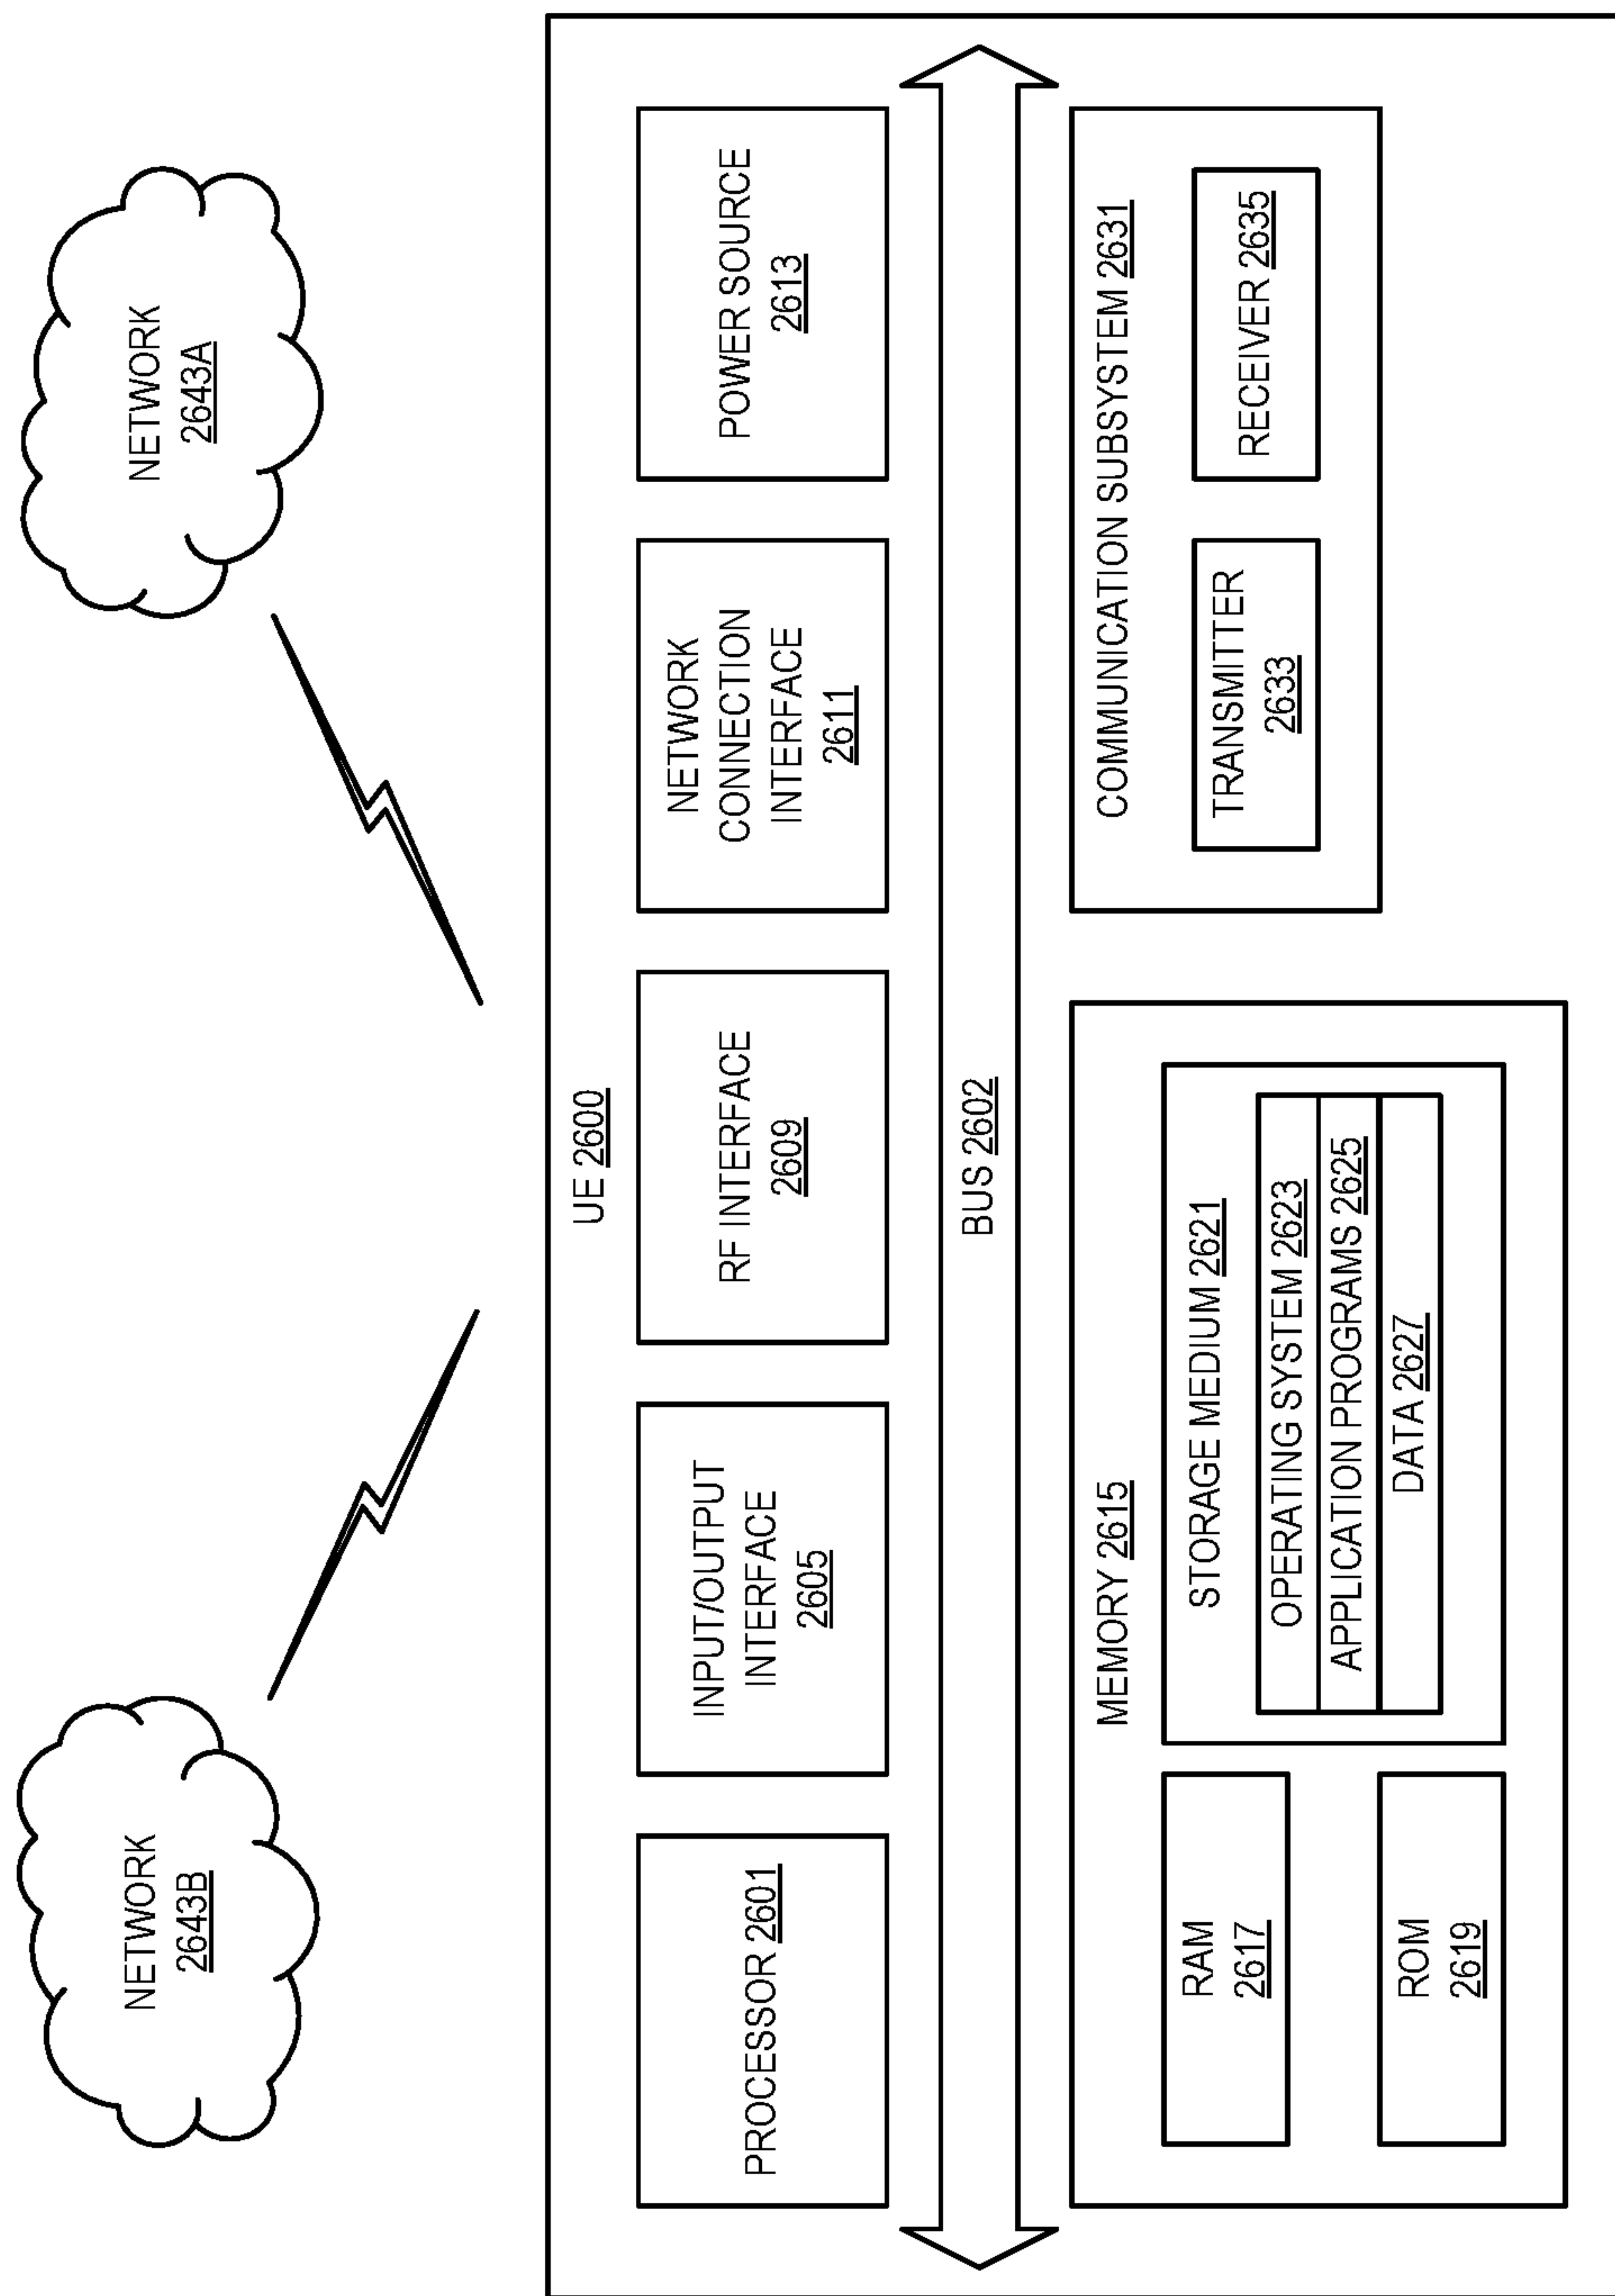 NETWORK
2643B
NETWORK
2643A
UE 2600
PROCESSOR 2601
INPUT/OUTPUT
INTERFACE
2605
RF INTERFACE
2609
NETWORK
CONNECTION
INTERFACE
2611
POWER SOURCE
2613
BUS 2602
MEMORY 2615
RAM
2617
ROM
2619
STORAGE MEDIUM 2621
OPERATING SYSTEM 2623
APPLICATION PROGRAMS 2625
DATA 2627
COMMUNICATION SUBSYSTEM 2631
TRANSMITTER
2633
RECEIVER 2635